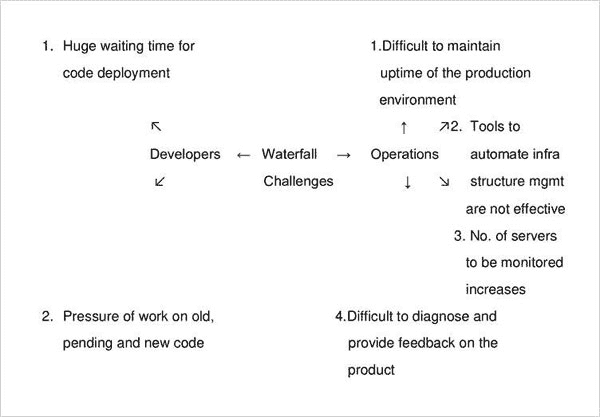 1. Huge waiting time for
code deployment
1.Difficult to maintain
uptime of the production
environment
↖ ↑ ↗2. Tools to
Developers ← Waterfall → Operations automate infra
↙ Challenges ↓ ↘ structure mgmt
are not effective
3. No. of servers
to be monitored
increases
2. Pressure of work on old,
pending and new code
4.Difficult to diagnose and
provide feedback on the
product